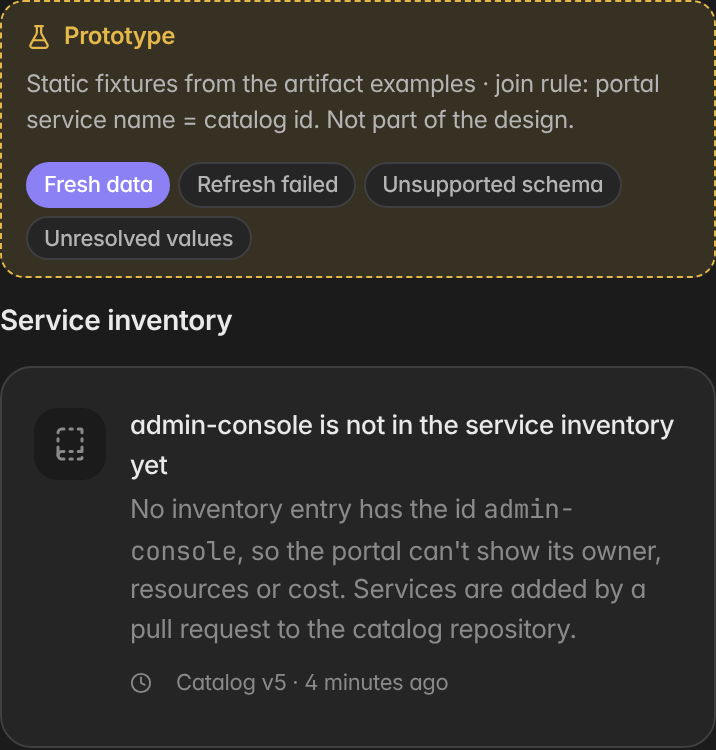 Prototype
Static fixtures from the artifact examples · join rule: portal
service name = catalog id. Not part of the design.
Fresh data
Refresh failed
Unsupported schema
Unresolved values
Service inventory
admin-console is not in the service inventory
yet
No inventory entry has the id admin-
console, so the portal can't show its owner,
resources or cost. Services are added by a
pull request to the catalog repository.
Catalog v5 · 4 minutes ago